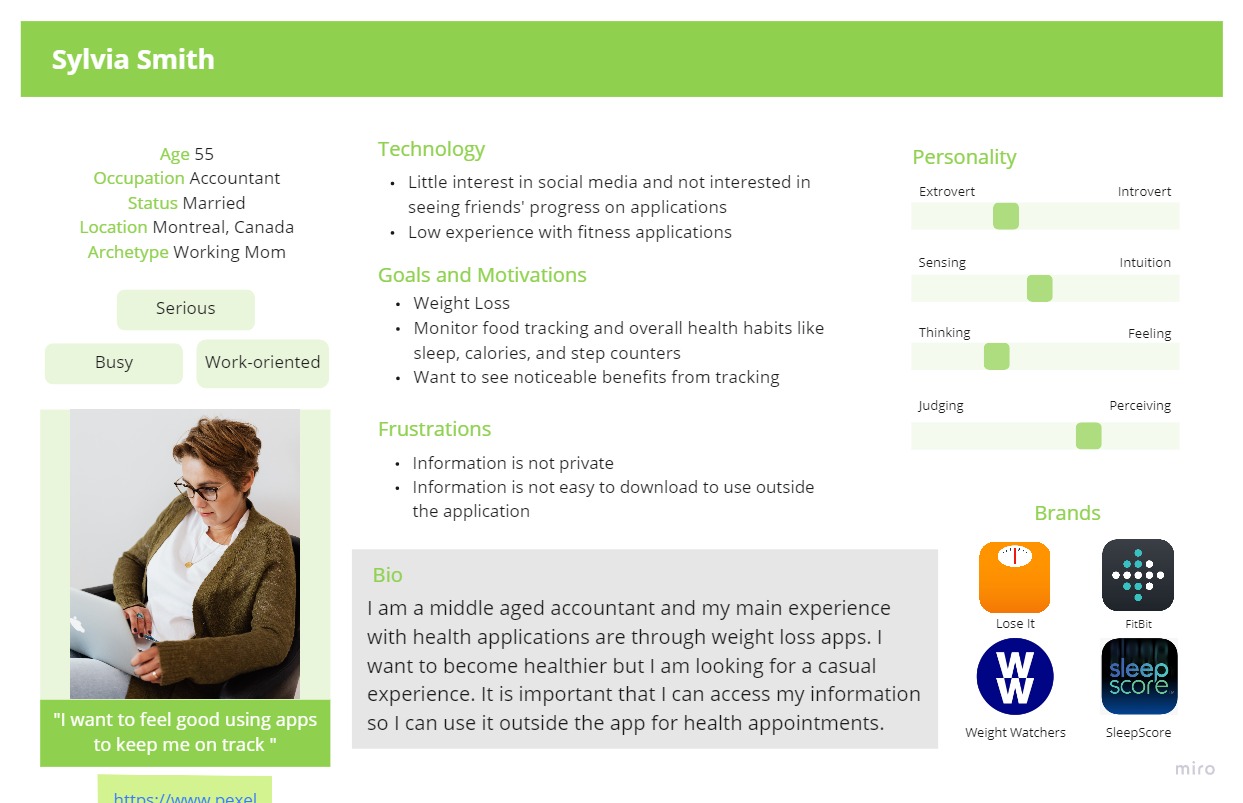 Sylvia Smith
Age 55
Occupation Accountant
Status Married
Location Montreal, Canada
Archetype Working Mom
Serious
Busy
Work-oriented
"I want to feel good using apps
to keep me on track "
https://www.pexel
Technology
• Little interest in social media and not interested in
seeing friends' progress on applications
• Low experience with fitness applications
Goals and Motivations
• Weight Loss
• Monitor food tracking and overall health habits like
sleep, calories, and step counters
• Want to see noticeable benefits from tracking
Frustrations
• Information is not private
• Information is not easy to download to use outside
the application
Bio
I am a middle aged accountant and my main experience
with health applications are through weight loss apps. I
want to become healthier but I am looking for a casual
experience. It is important that I can access my information
so I can use it outside the app for health appointments.
Personality
Extrovert Introvert
Sensing Intuition
Thinking Feeling
Judging Perceiving
Brands
Lose It
FitBit
W
W
Weight Watchers
sleep
score
SleepScore
miro